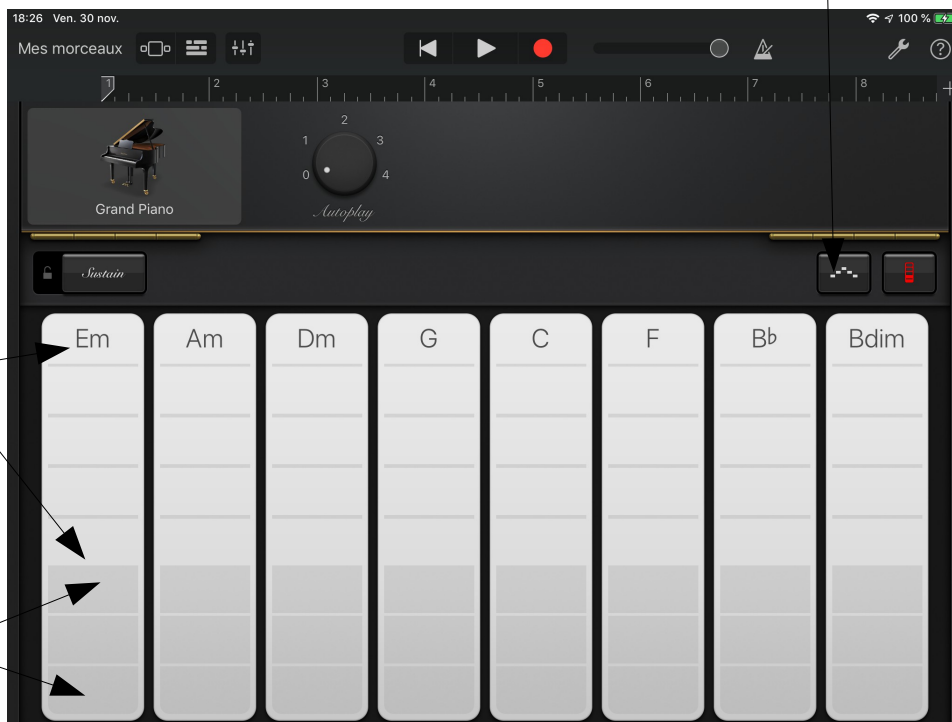 18:26 Ven. 30 nov. 100 %
Mes morceaux ?
1 2 3 4 5 6 7 8 +
2
1 3
0 4
Grand Piano Autoplay
Sustain
Em Am Dm G C F B♭ Bdim